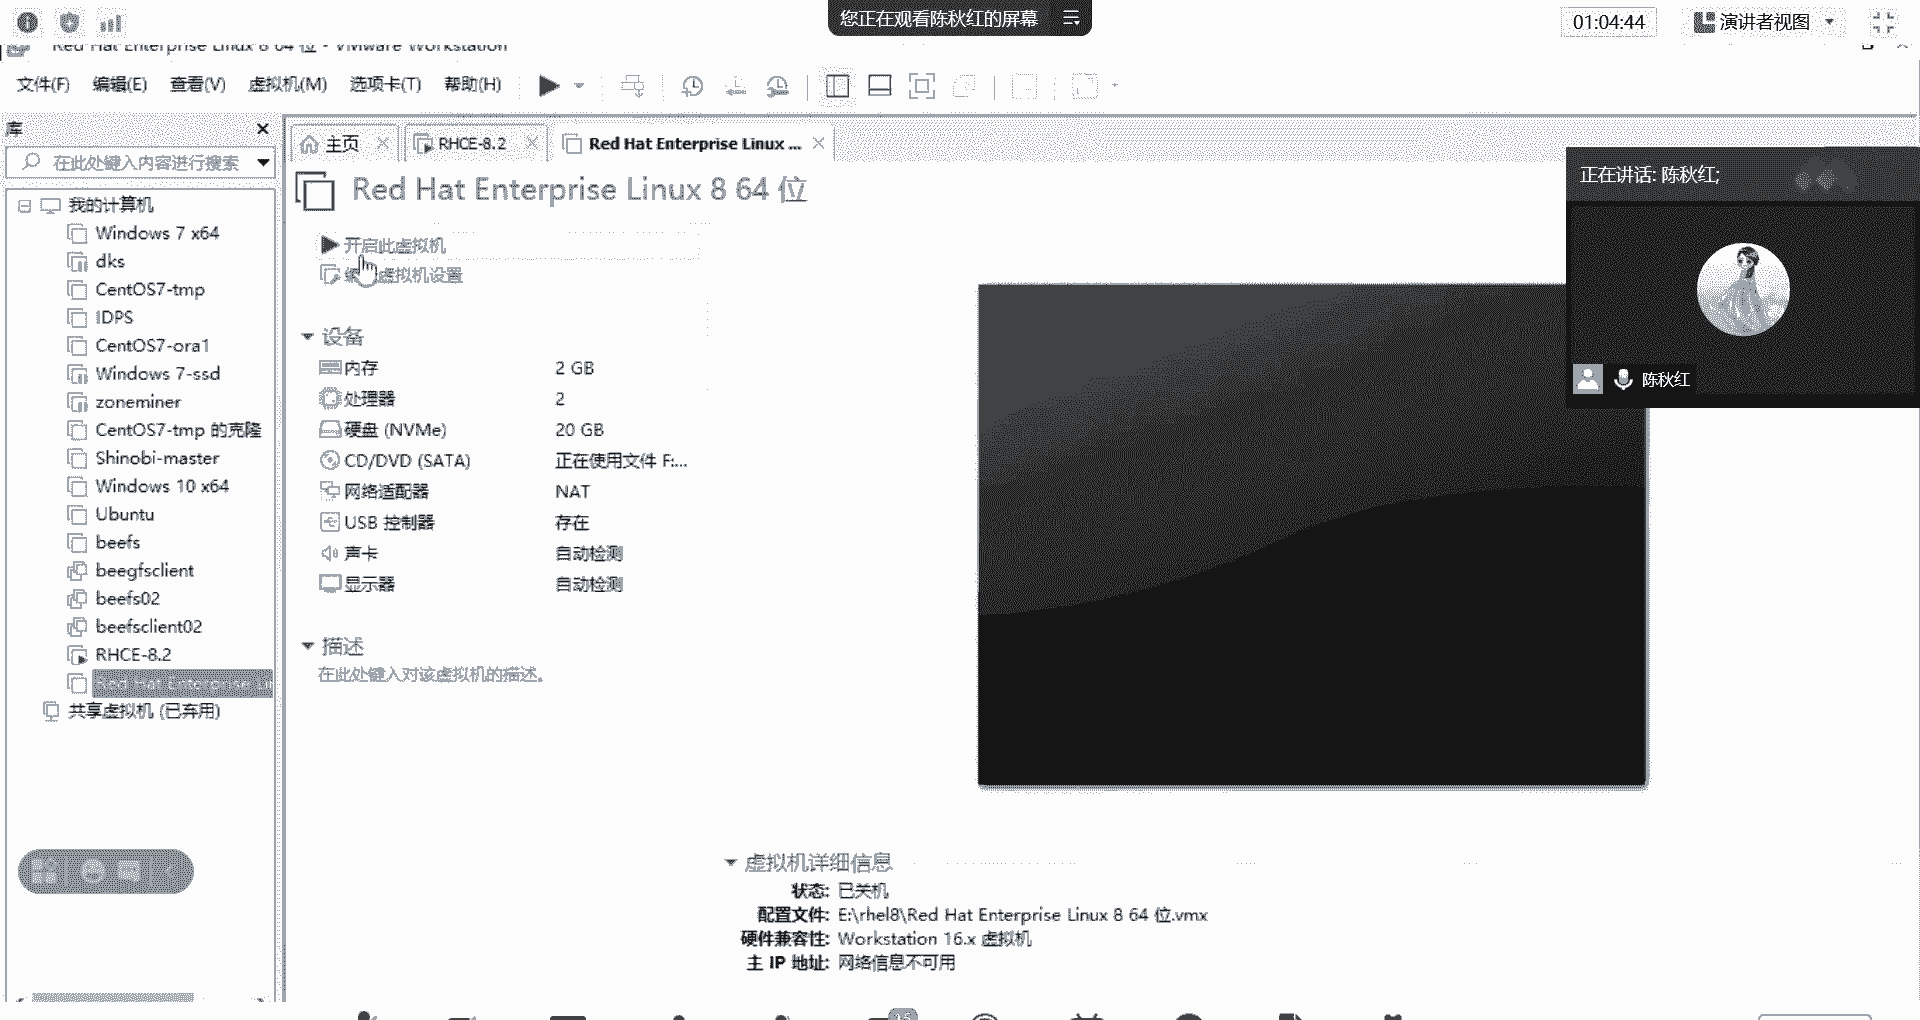 您正在观看陈秋红的屏幕
01:04:44
演讲者视图
Red Hat Enterprise Linux 8 64 位 - VMware Workstation
文件(F) 编辑(E) 查看(V) 虚拟机(M) 选项卡(T) 帮助(H)
库
在此处键入内容进行搜索
我的计算机
Windows 7 x64
dks
CentOS7-tmp
IDPS
CentOS7-ora1
Windows 7-ssd
zoneminer
CentOS7-tmp 的克隆
Shinobi-master
Windows 10 x64
Ubuntu
beefs
beegfsclient
beefs02
beefsclient02
RHCE-8.2
Red Hat Enterprise Lin
共享虚拟机 (已弃用)
主页 RHCE-8.2 Red Hat Enterprise Linux ...
Red Hat Enterprise Linux 8 64 位
开启此虚拟机
虚拟机设置
设备
内存 2 GB
处理器 2
硬盘 (NVMe) 20 GB
CD/DVD (SATA) 正在使用文件 F:...
网络适配器 NAT
USB 控制器 存在
声卡 自动检测
显示器 自动检测
描述
在此处键入对该虚拟机的描述。
正在讲话: 陈秋红;
陈秋红
虚拟机详细信息
状态: 已关机
配置文件: E:\rhel8\Red Hat Enterprise Linux 8 64 位.vmx
硬件兼容性: Workstation 16.x 虚拟机
主 IP 地址: 网络信息不可用